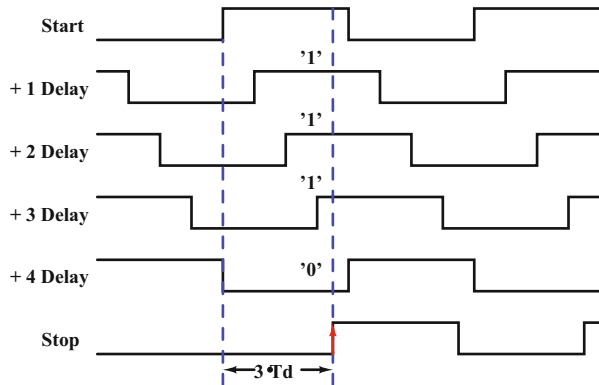 Start
’1’
+ 1 Delay
’1’
+ 2 Delay
’1’
+ 3 Delay
’0’
+ 4 Delay
Stop
3•Td